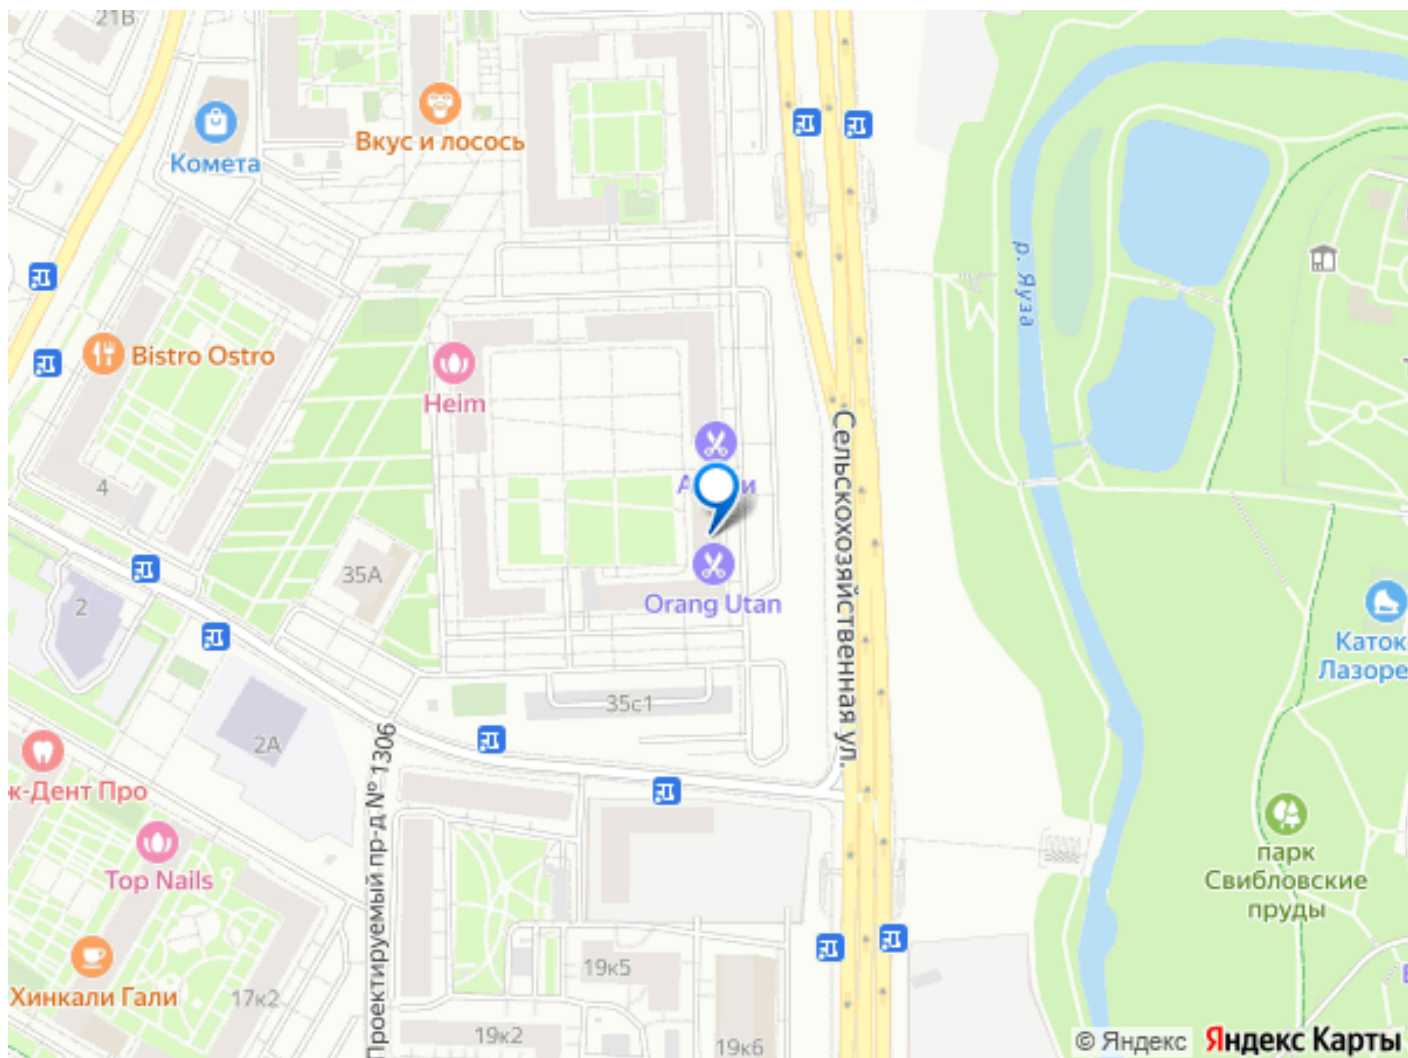 21В
Вкус и лосось
Комета
р. Яуза
Bistro Ostro
Heim
Сельскохозяйственная ул.
4
35А
2
Orang Utan
Каток
Лазоре
35с1
2А
Проектируемый пр-д № 1306
ж-Дент Про
Top Nails
парк
Свибловские
пруды
Хинкали Гали
17к2
19к5
19к2
19к6
© Яндекс
Яндекс Карты